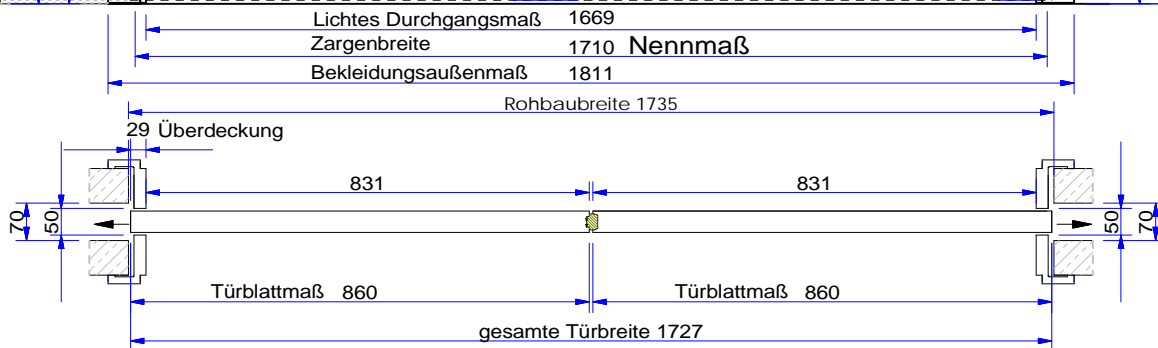 Lichtes Durchgangsmaß 1669
Zargenbreite 1710 Nennmaß
Bekleidungsaußenmaß 1811
Rohbaubreite 1735
29 Überdeckung
831 831
70 50 50 70
Türblattmaß 860 Türblattmaß 860
gesamte Türbreite 1727